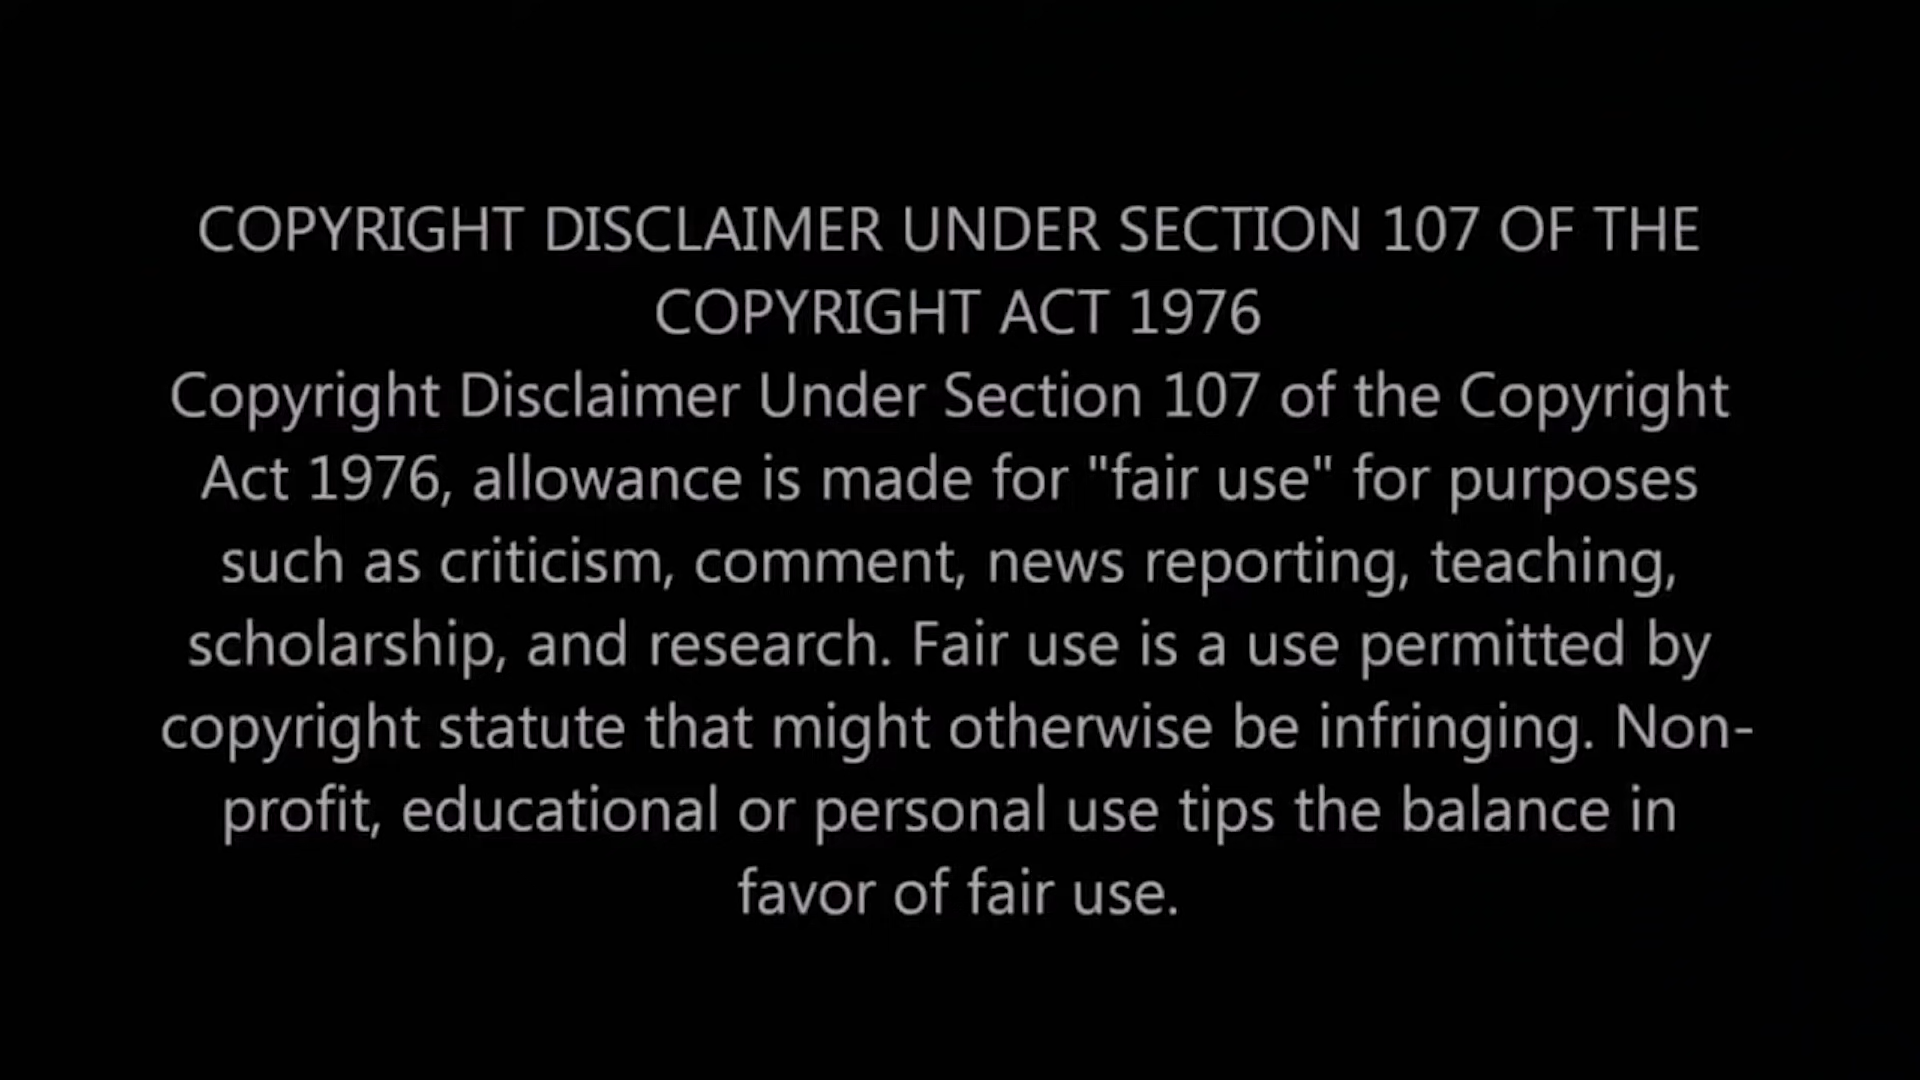 COPYRIGHT DISCLAIMER UNDER SECTION 107 OF THE
COPYRIGHT ACT 1976
Copyright Disclaimer Under Section 107 of the Copyright
Act 1976, allowance is made for "fair use" for purposes
such as criticism, comment, news reporting, teaching,
scholarship, and research. Fair use is a use permitted by
copyright statute that might otherwise be infringing. Non-
profit, educational or personal use tips the balance in
favor of fair use.